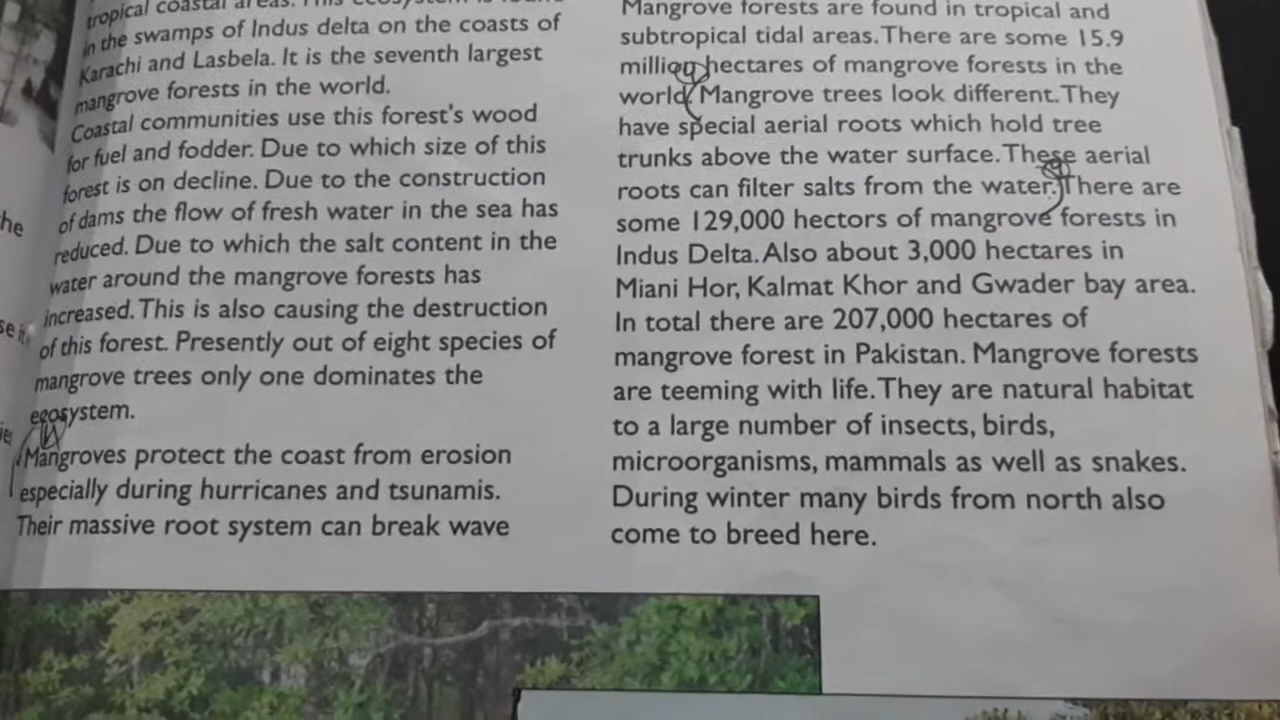 tropical coastal areas. This ecosystem is found
in the swamps of Indus delta on the coasts of
Karachi and Lasbela. It is the seventh largest
mangrove forests in the world.
Coastal communities use this forest's wood
for fuel and fodder. Due to which size of this
forest is on decline. Due to the construction
of dams the flow of fresh water in the sea has
reduced. Due to which the salt content in the
water around the mangrove forests has
increased. This is also causing the destruction
of this forest. Presently out of eight species of
mangrove trees only one dominates the
ecosystem.
Mangroves protect the coast from erosion
especially during hurricanes and tsunamis.
Their massive root system can break wave
Mangrove forests are found in tropical and
subtropical tidal areas. There are some 15.9
million hectares of mangrove forests in the
world. Mangrove trees look different. They
have special aerial roots which hold tree
trunks above the water surface. These aerial
roots can filter salts from the water. There are
some 129,000 hectors of mangrove forests in
Indus Delta. Also about 3,000 hectares in
Miani Hor, Kalmat Khor and Gwader bay area.
In total there are 207,000 hectares of
mangrove forest in Pakistan. Mangrove forests
are teeming with life. They are natural habitat
to a large number of insects, birds,
microorganisms, mammals as well as snakes.
During winter many birds from north also
come to breed here.